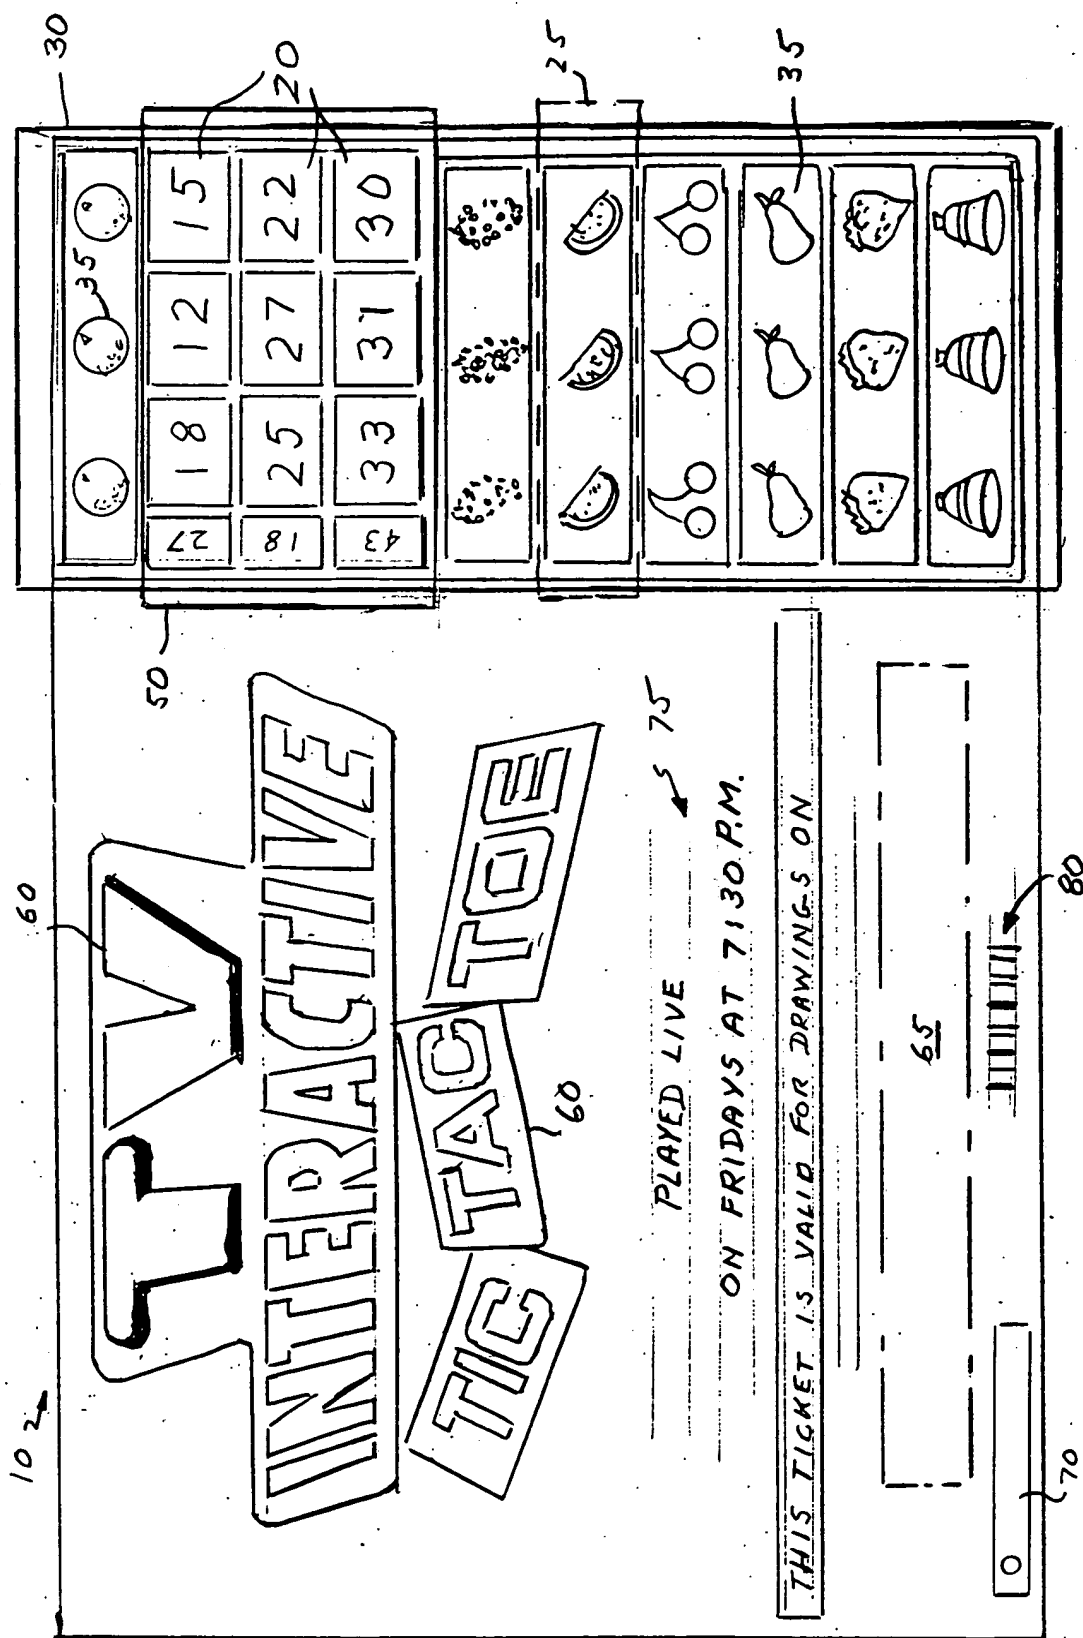 10
60
30
TV
35
27 18 12 15
20
50
INTERACTIVE
18 25 27 22
43 33 31 30
TIC TAC TOE
60
25
75
PLAYED LIVE
ON FRIDAYS AT 7:30 P.M.
35
THIS TICKET IS VALID FOR DRAWINGS ON
65
70
80